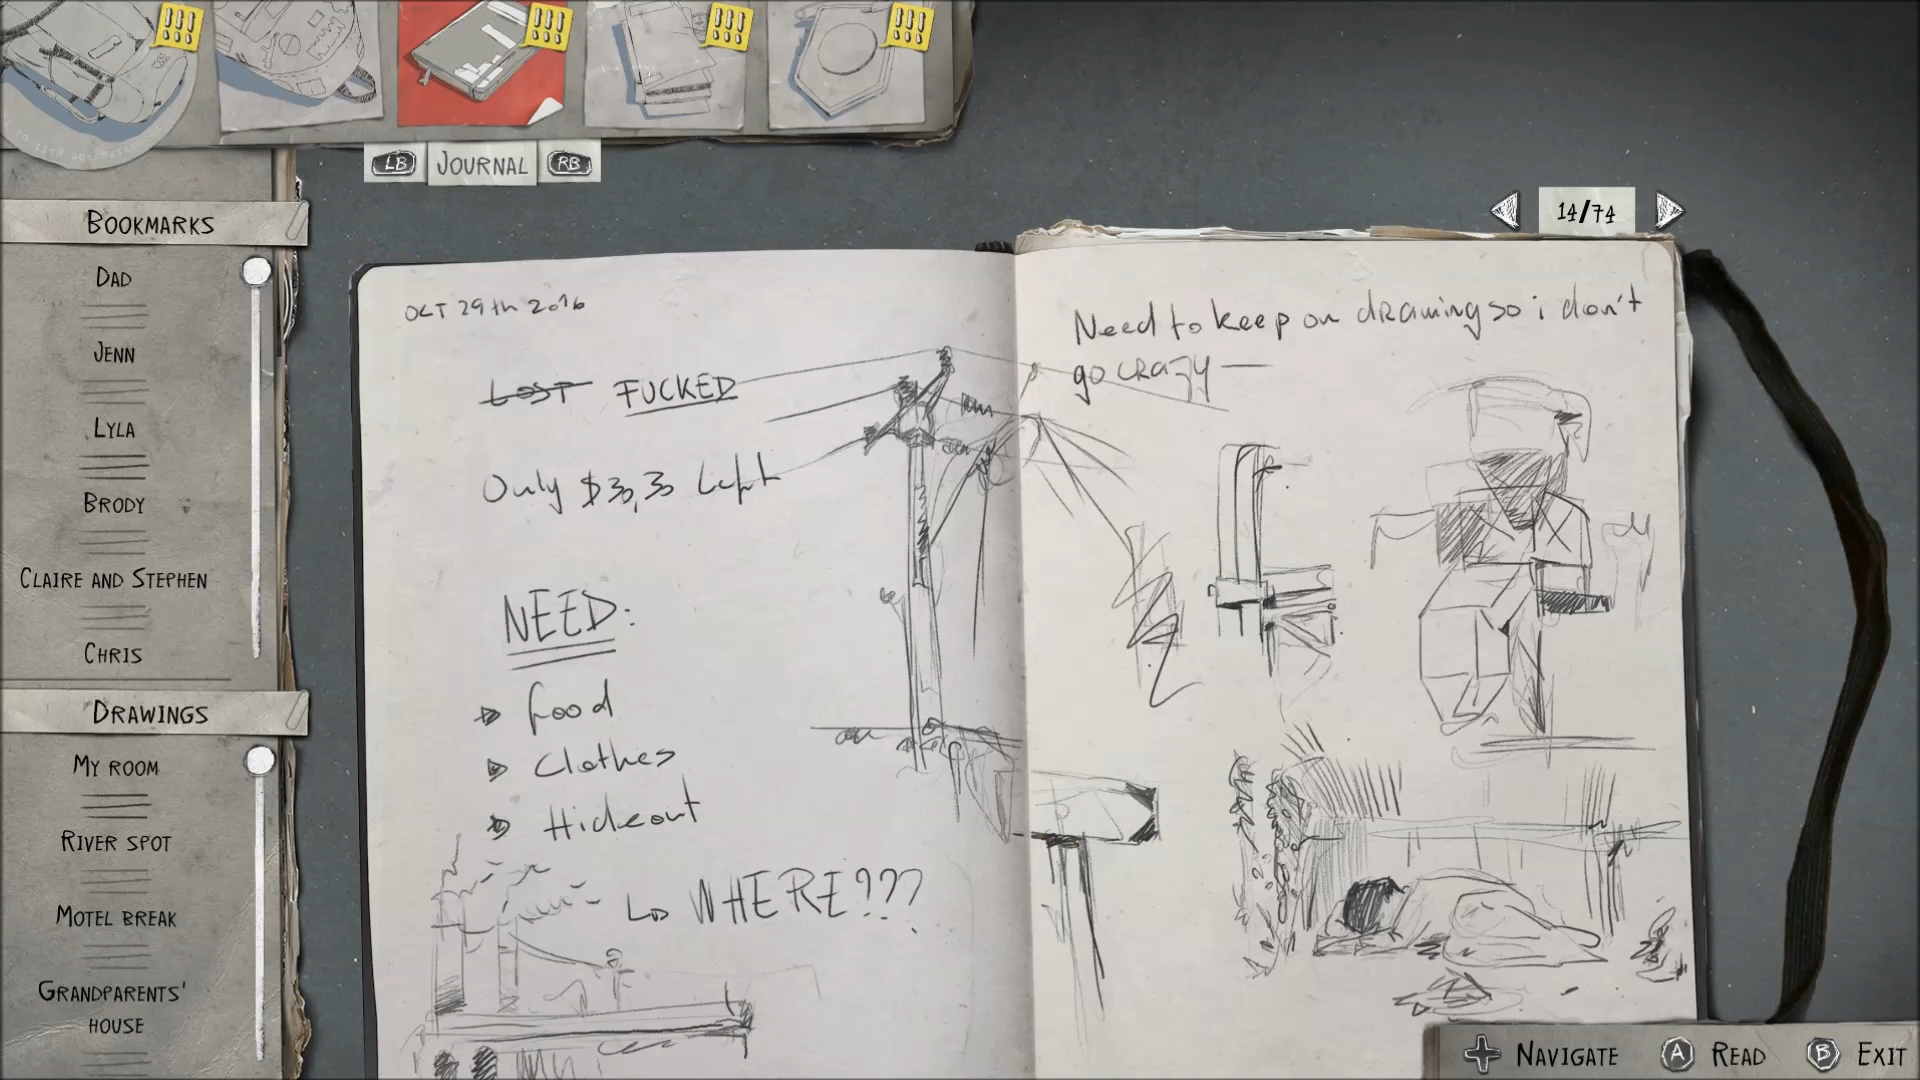 LB JOURNAL RB
14/74
BOOKMARKS
DAD
JENN
LYLA
BRODY
CLAIRE AND STEPHEN
CHRIS
DRAWINGS
MY ROOM
RIVER SPOT
MOTEL BREAK
GRANDPARENTS'
HOUSE
OCT 29th 2016
LOST FUCKED
Only $30,30 Left
NEED:
food
Clothes
Hideout
WHERE???
Need to keep on drawing so i don't
go crazy —
NAVIGATE A READ B EXIT